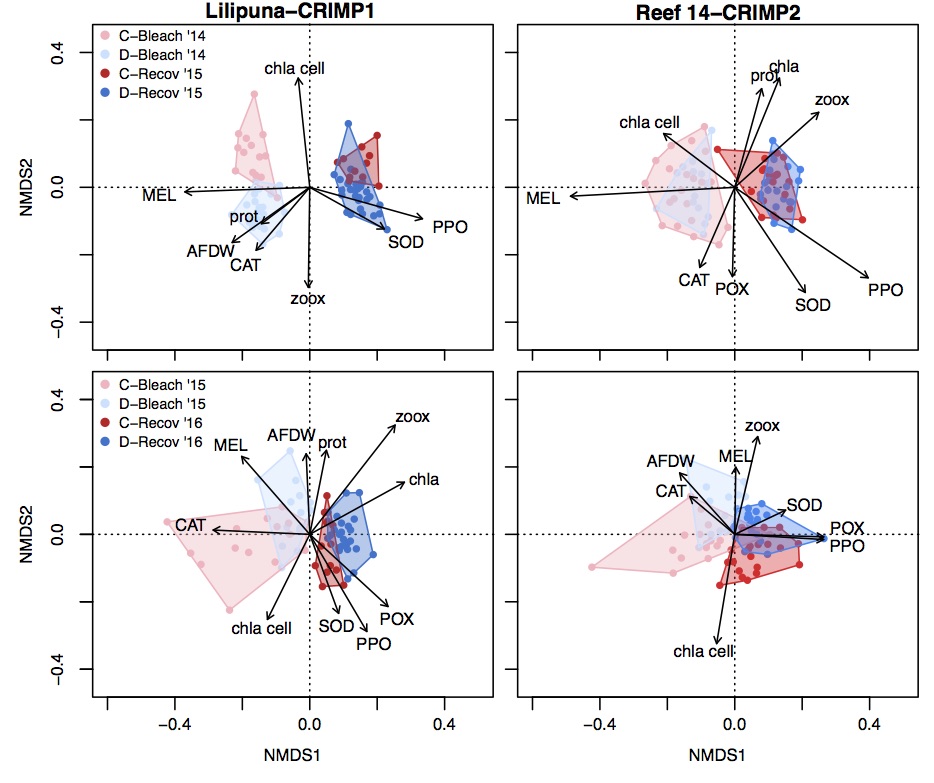 Lilipuna−CRIMP1
Reef 14−CRIMP2
C−Bleach '14
D−Bleach '14
C−Recov '15
D−Recov '15
chla cell
MEL
prot
AFDW
CAT
SOD
PPO
zoox
NMDS2
0.4
0.0
−0.4
chla
prot
zoox
chla cell
MEL
CAT
POX
SOD
PPO
C−Bleach '15
D−Bleach '15
C−Recov '16
D−Recov '16
MEL
AFDW
prot
zoox
chla
CAT
chla cell
SOD
POX
PPO
NMDS2
0.4
0.0
−0.4
zoox
MEL
AFDW
CAT
SOD
POX
PPO
chla cell
−0.4 0.0 0.4
−0.4 0.0 0.4
NMDS1
NMDS1